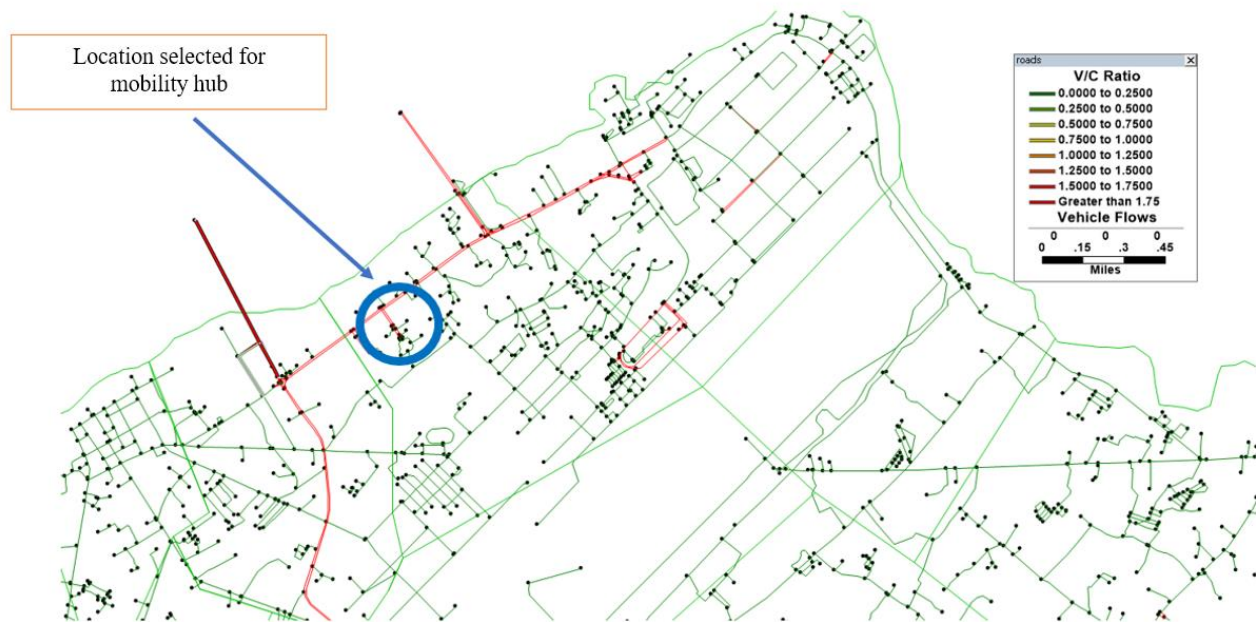 Location selected for
mobility hub
roads
V/C Ratio
0.0000 to 0.2500
0.2500 to 0.5000
0.5000 to 0.7500
0.7500 to 1.0000
1.0000 to 1.2500
1.2500 to 1.5000
1.5000 to 1.7500
Greater than 1.75
Vehicle Flows
0 0 0
0 .15 .3 .45
Miles